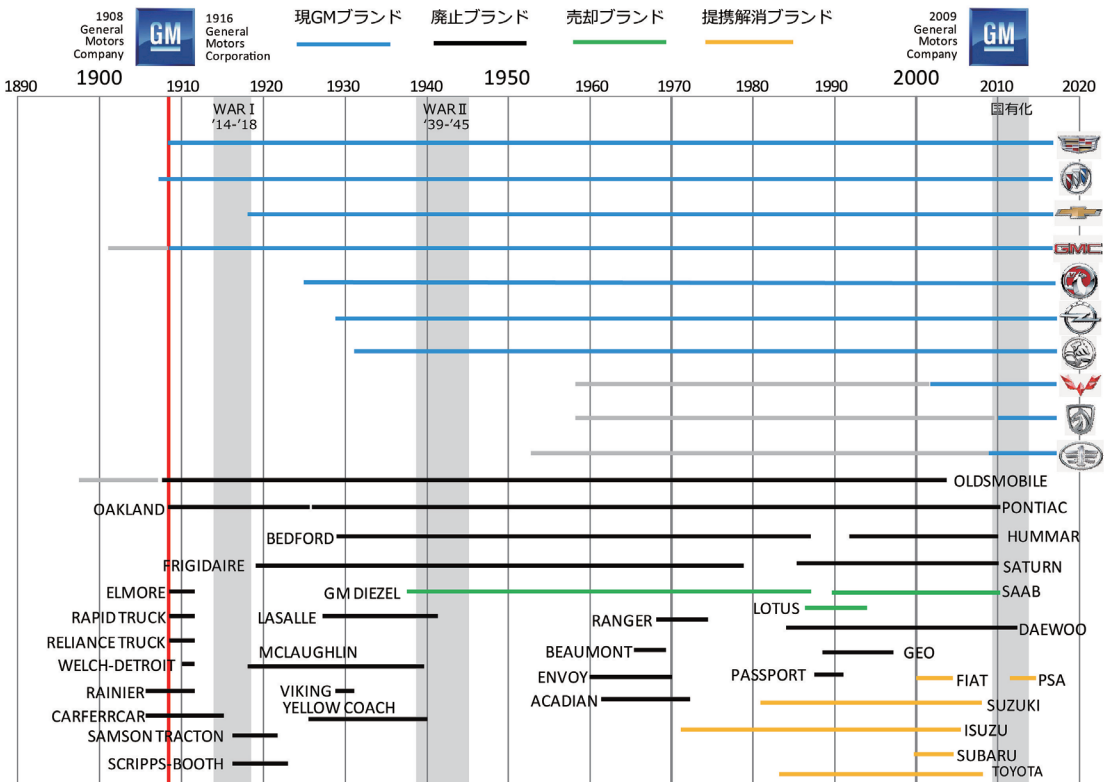 1908
General
Motors
Company
GM
1916
General
Motors
Corporation
現GMブランド
廃止ブランド
売却ブランド
提携解消ブランド
2009
General
Motors
Company
GM
1890
1900
1910
1920
1930
1940
1950
1960
1970
1980
1990
2000
2010
2020
WAR I
'14-'18
WAR II
'39-'45
国有化
GMC
OLDSMOBILE
OAKLAND
PONTIAC
BEDFORD
HUMMAR
FRIGIDAIRE
SATURN
ELMORE
GM DIEZEL
SAAB
LOTUS
RAPID TRUCK
LASALLE
RANGER
DAEWOO
RELIANCE TRUCK
MCLAUGHLIN
BEAUMONT
GEO
WELCH-DETROIT
ENVOY
PASSPORT
FIAT
PSA
RAINIER
VIKING
ACADIAN
SUZUKI
YELLOW COACH
CARFERRCAR
ISUZU
SAMSON TRACTON
SUBARU
SCRIPPS-BOOTH
TOYOTA